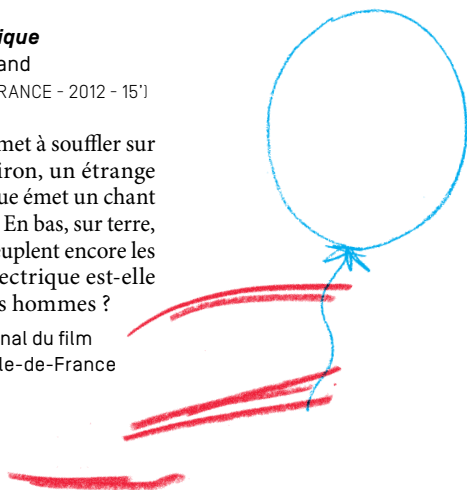 ique
and
RANCE - 2012 - 15')
met à souffler sur
iron, un étrange
ue émet un chant
En bas, sur terre,
euplent encore les
ectrique est-elle
s hommes ?
nal du film
le-de-France